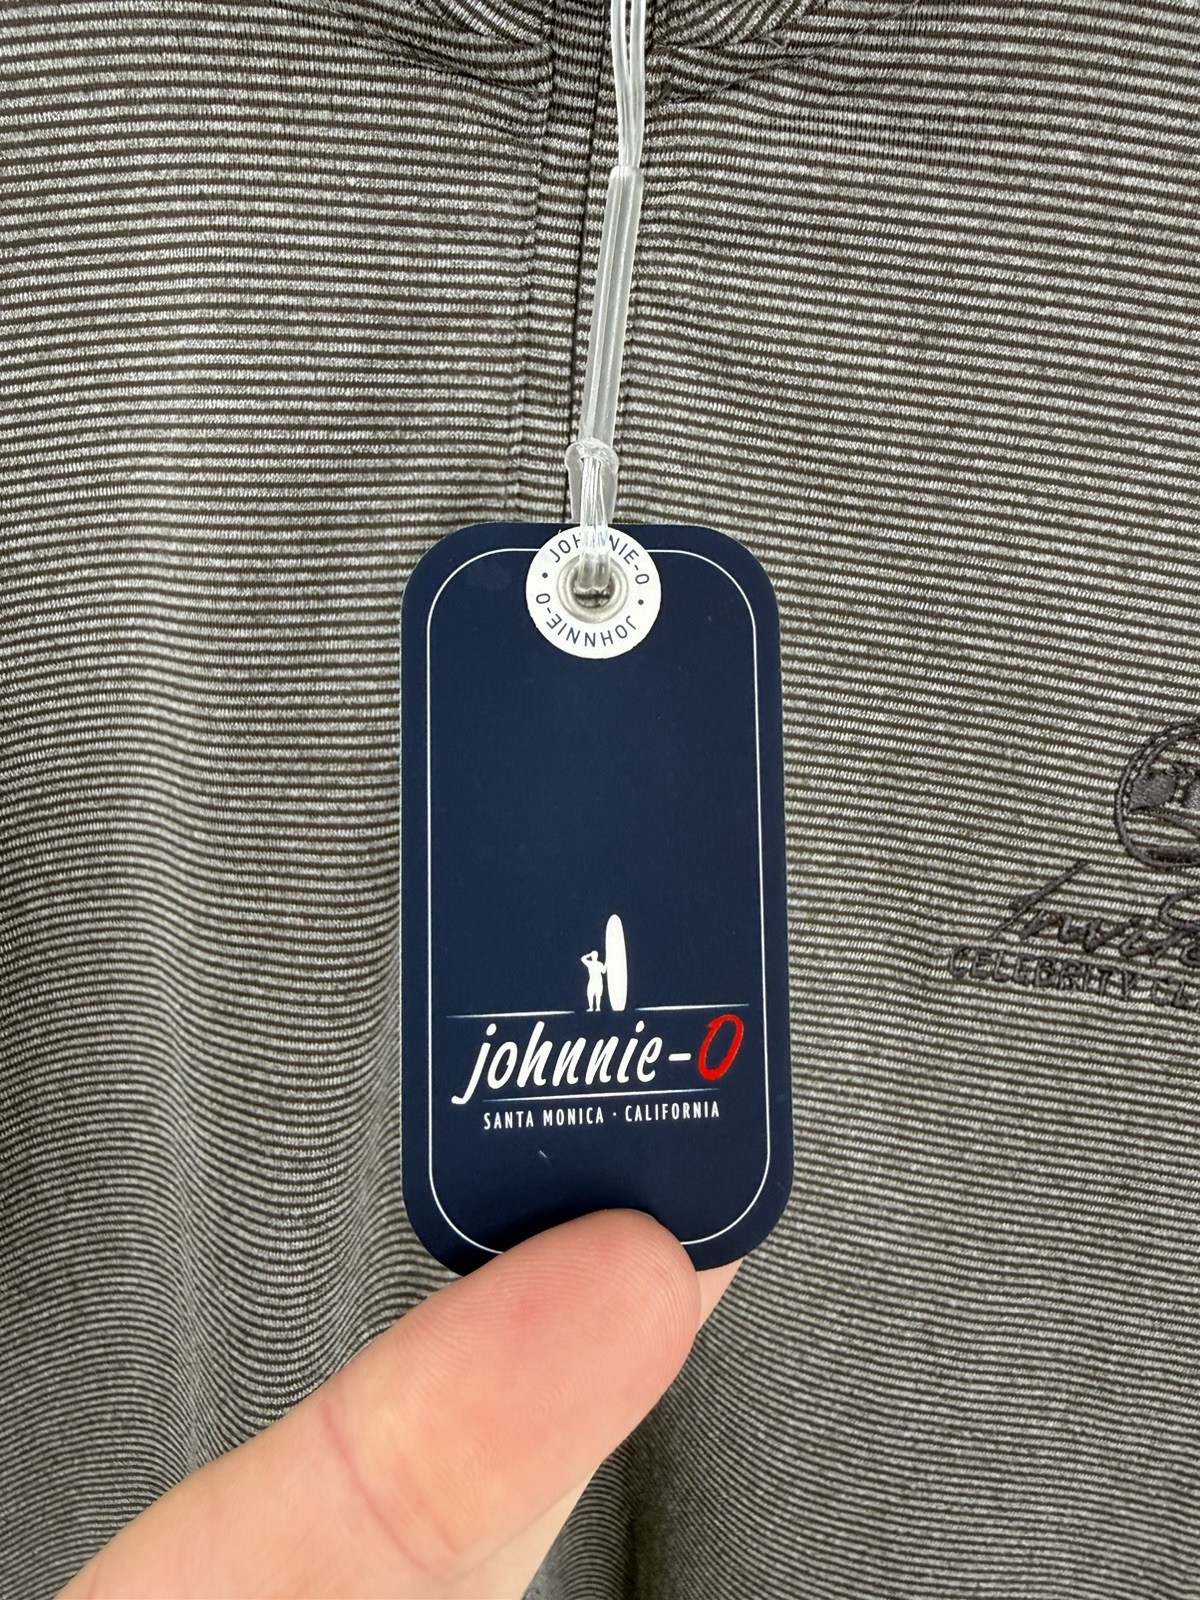 JOHNNIE-O • JOHNNIE-O •
johnnie-O
SANTA MONICA · CALIFORNIA
CELEBRITY